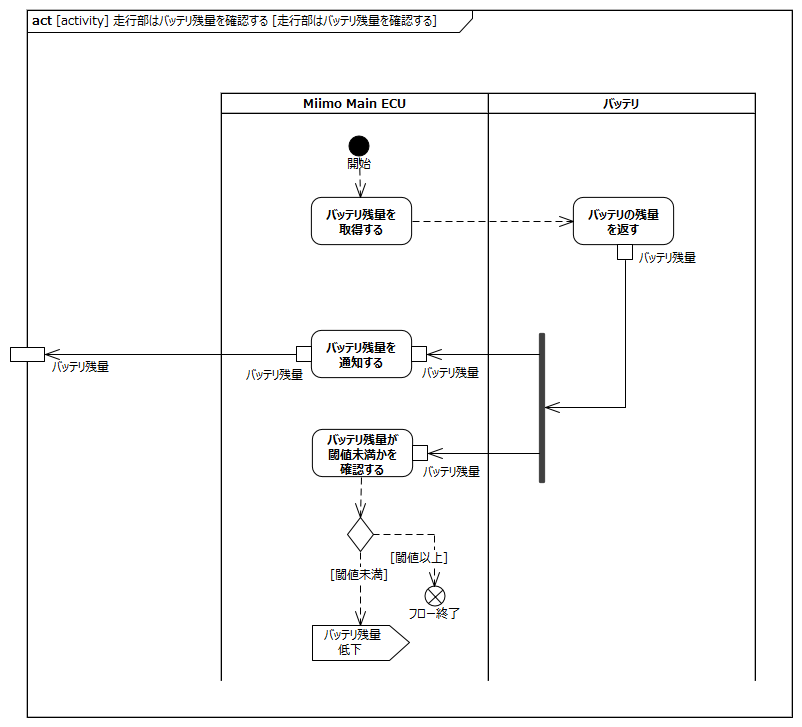 act [activity] 走行部はバッテリ残量を確認する [走行部はバッテリ残量を確認する]
Miimo Main ECU
バッテリ
開始
バッテリ残量を
取得する
バッテリの残量
を返す
バッテリ残量
バッテリ残量を
通知する
バッテリ残量
バッテリ残量
バッテリ残量
バッテリ残量が
閾値未満かを
確認する
バッテリ残量
[閾値以上]
[閾値未満]
フロー終了
バッテリ残量
低下